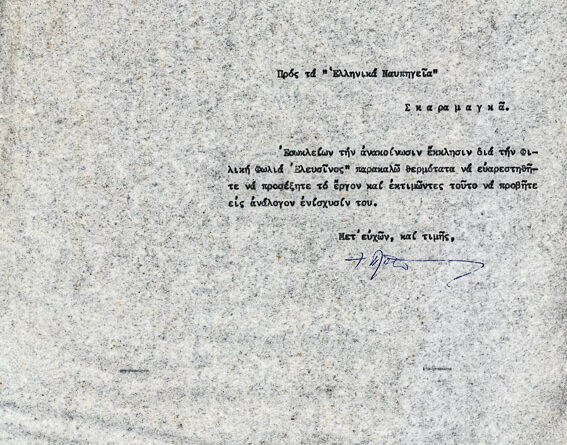 Πρός τά "Ἑλληνικά Ναυπηγεῖα"
Σκαραμαγκᾶ.
Ἐσωκλείων τήν ἀνακοίνωσιν ἔκκλησιν διά τήν Φι-
λική Φωλιά Ἐλευσῖνος" παρακαλῶ θερμότατα νά εὐαρεστηθῆ-
τε νά προσέξητε τό ἔργον καί ἐκτιμῶντες τοῦτο νά προβῆτε
εἰς ἀνάλογον ἐνίσχυσιν του.
Μετ'εὐχῶν, καί τιμῆς,